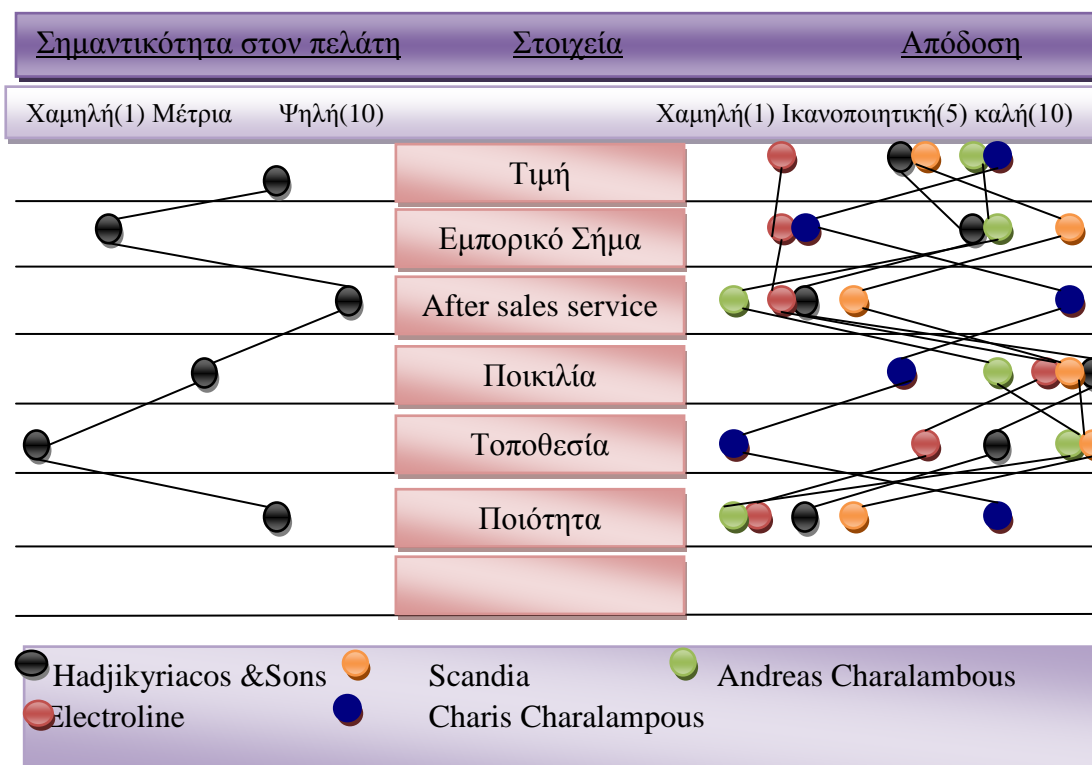 Σημαντικότητα στον πελάτη Στοιχεία Απόδοση
Χαμηλή(1) Μέτρια Ψηλή(10) Χαμηλή(1) Ικανοποιητική(5) καλή(10)
Τιμή
Εμπορικό Σήμα
After sales service
Ποικιλία
Τοποθεσία
Ποιότητα
Hadjikyriacos &Sons Scandia Andreas Charalambous
Electroline Charis Charalampous